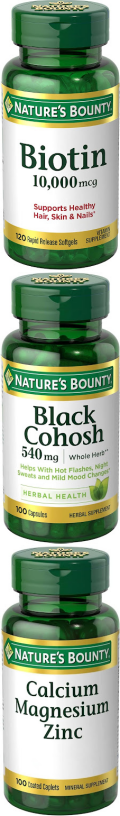 NATURE'S BOUNTY®
Biotin
10,000 mcg
Supports Healthy
Hair, Skin & Nails*
120 Rapid Release Softgels
VITAMIN
SUPPLEMENT
NATURE'S BOUNTY®
Black
Cohosh
540 mg | Whole Herb**
Helps With Hot Flashes, Night
Sweats and Mild Mood Changes*
HERBAL HEALTH
100 Capsules HERBAL SUPPLEMENT
NATURE'S BOUNTY®
Calcium
Magnesium
Zinc
100 Coated Caplets MINERAL SUPPLEMENT